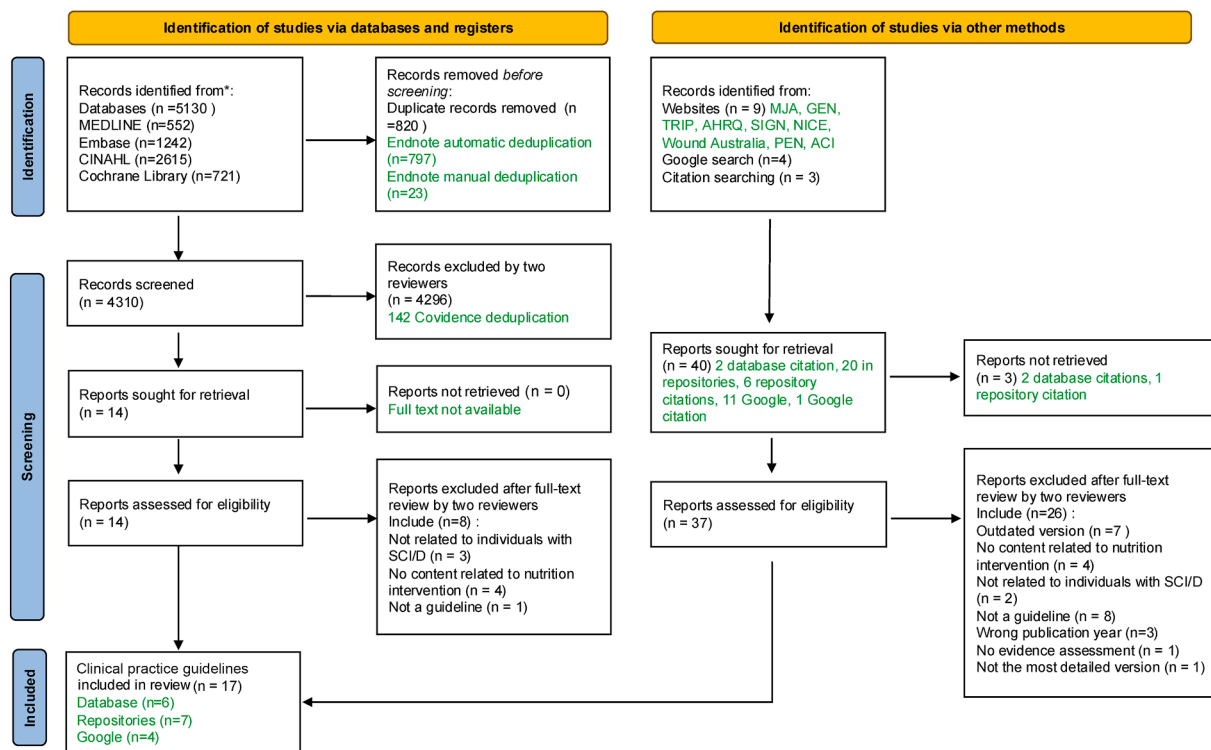 Identification of studies via databases and registers
Identification of studies via other methods
Identification
Records identified from*:
Databases (n =5130 )
MEDLINE(n=552)
Embase(n=1242)
CINAHL(n=2615)
Cochrane Library(n=721)
Records removed before
screening:
Duplicate records removed (n
=820 )
Endnote automatic deduplication
(n=797)
Endnote manual deduplication
(n=23)
Records identified from:
Websites (n = 9) MJA, GEN,
TRIP, AHRQ, SIGN, NICE,
Wound Australia, PEN, ACI
Google search (n=4)
Citation searching (n = 3)
Screening
Records screened
(n = 4310)
Records excluded by two
reviewers
(n = 4296)
142 Covidence deduplication
Reports sought for retrieval
(n = 14)
Reports not retrieved (n = 0)
Full text not available
Reports sought for retrieval
(n = 40) 2 database citation, 20 in
repositories, 6 repository
citations, 11 Google, 1 Google
citation
Reports not retrieved
(n = 3) 2 database citations, 1
repository citation
Reports assessed for eligibility
(n = 14)
Reports excluded after full-text
review by two reviewers
Include (n=8) :
Not related to individuals with
SCI/D (n = 3)
No content related to nutrition
intervention (n = 4)
Not a guideline (n = 1)
Reports assessed for eligibility
(n = 37)
Reports excluded after full-text
review by two reviewers
Include (n=26) :
Outdated version (n =7 )
No content related to nutrition
intervention (n = 4)
Not related to individuals with SCI/D
(n = 2)
Not a guideline (n = 8)
Wrong publication year (n=3)
No evidence assessment (n = 1)
Not the most detailed version (n = 1)
Included
Clinical practice guidelines
included in review (n = 17)
Database (n=6)
Repositories (n=7)
Google (n=4)